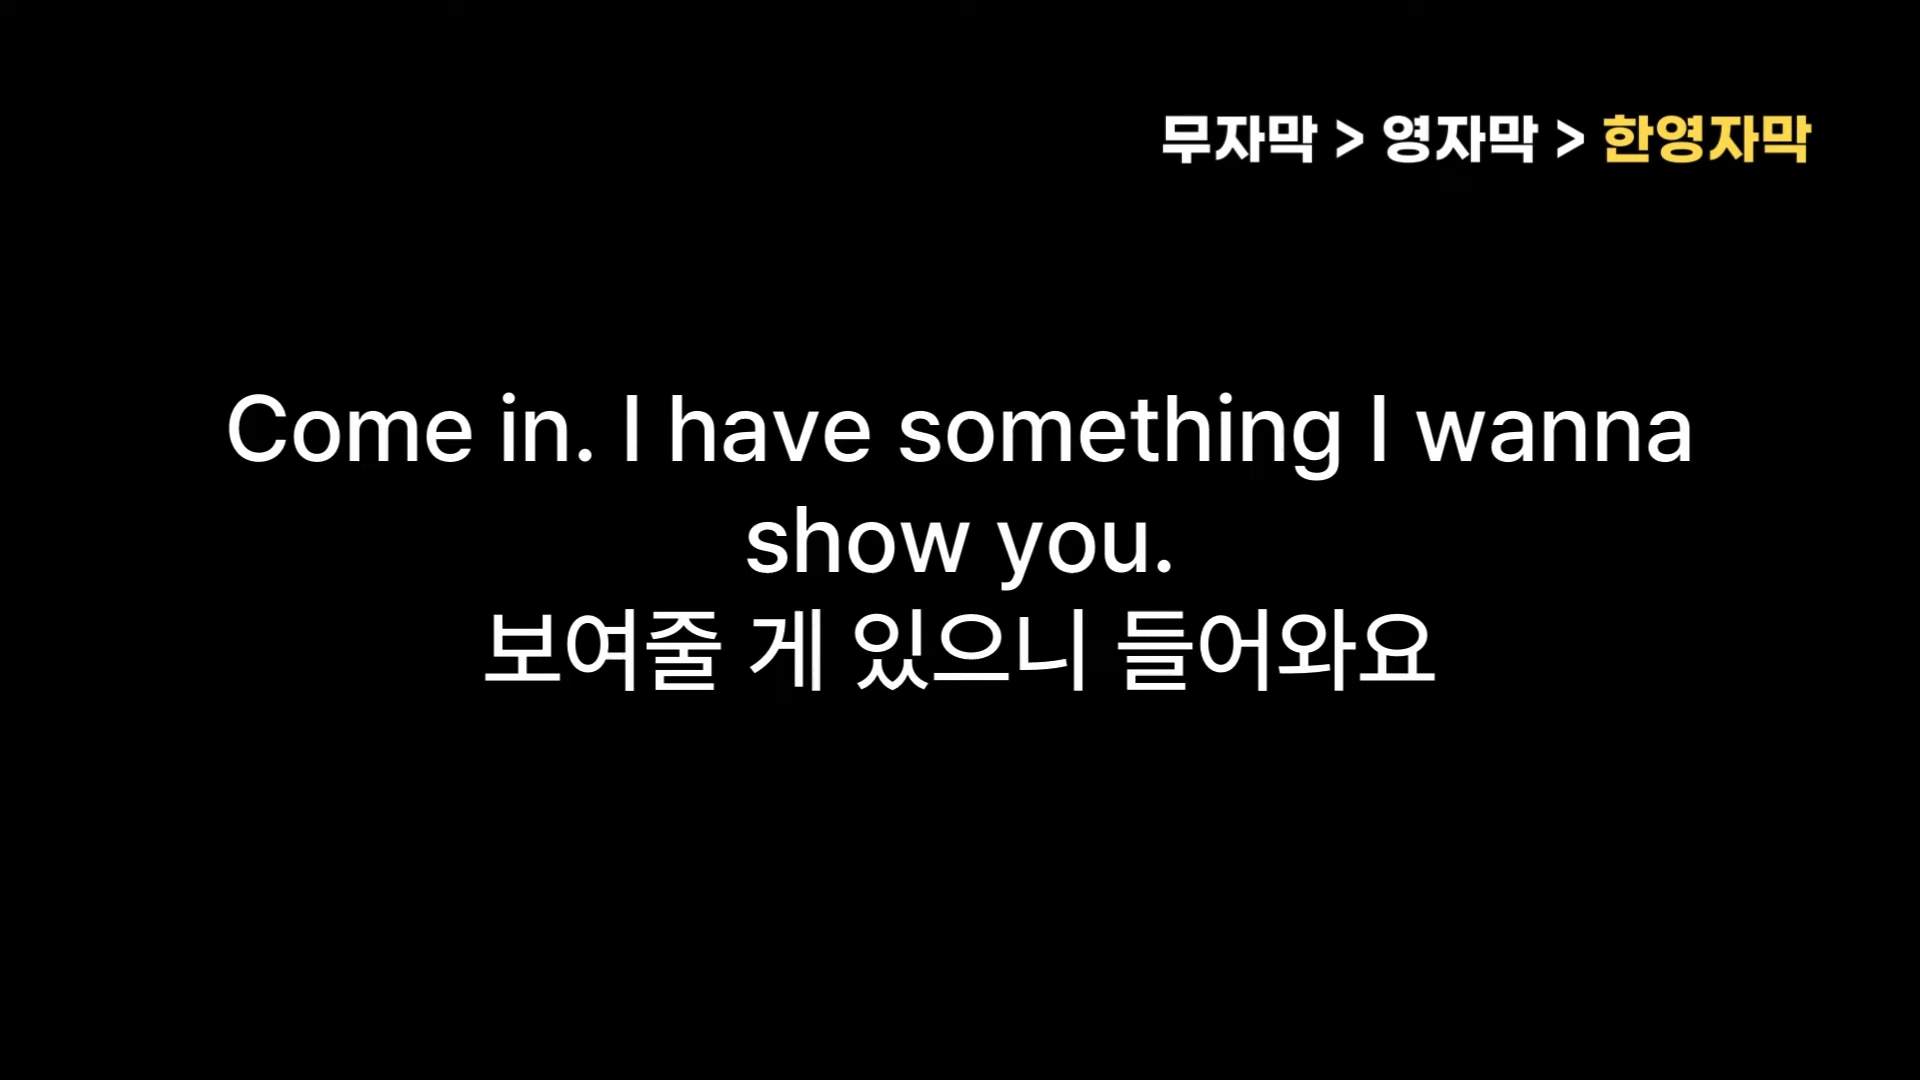 무자막 > 영자막 > 한영자막
Come in. I have something I wanna
show you.
보여줄 게 있으니 들어와요